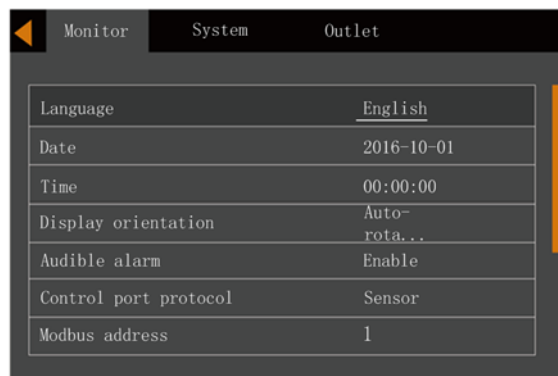 Monitor System Outlet
Language English
Date 2016-10-01
Time 00:00:00
Display orientation Auto-
rota...
Audible alarm Enable
Control port protocol Sensor
Modbus address 1